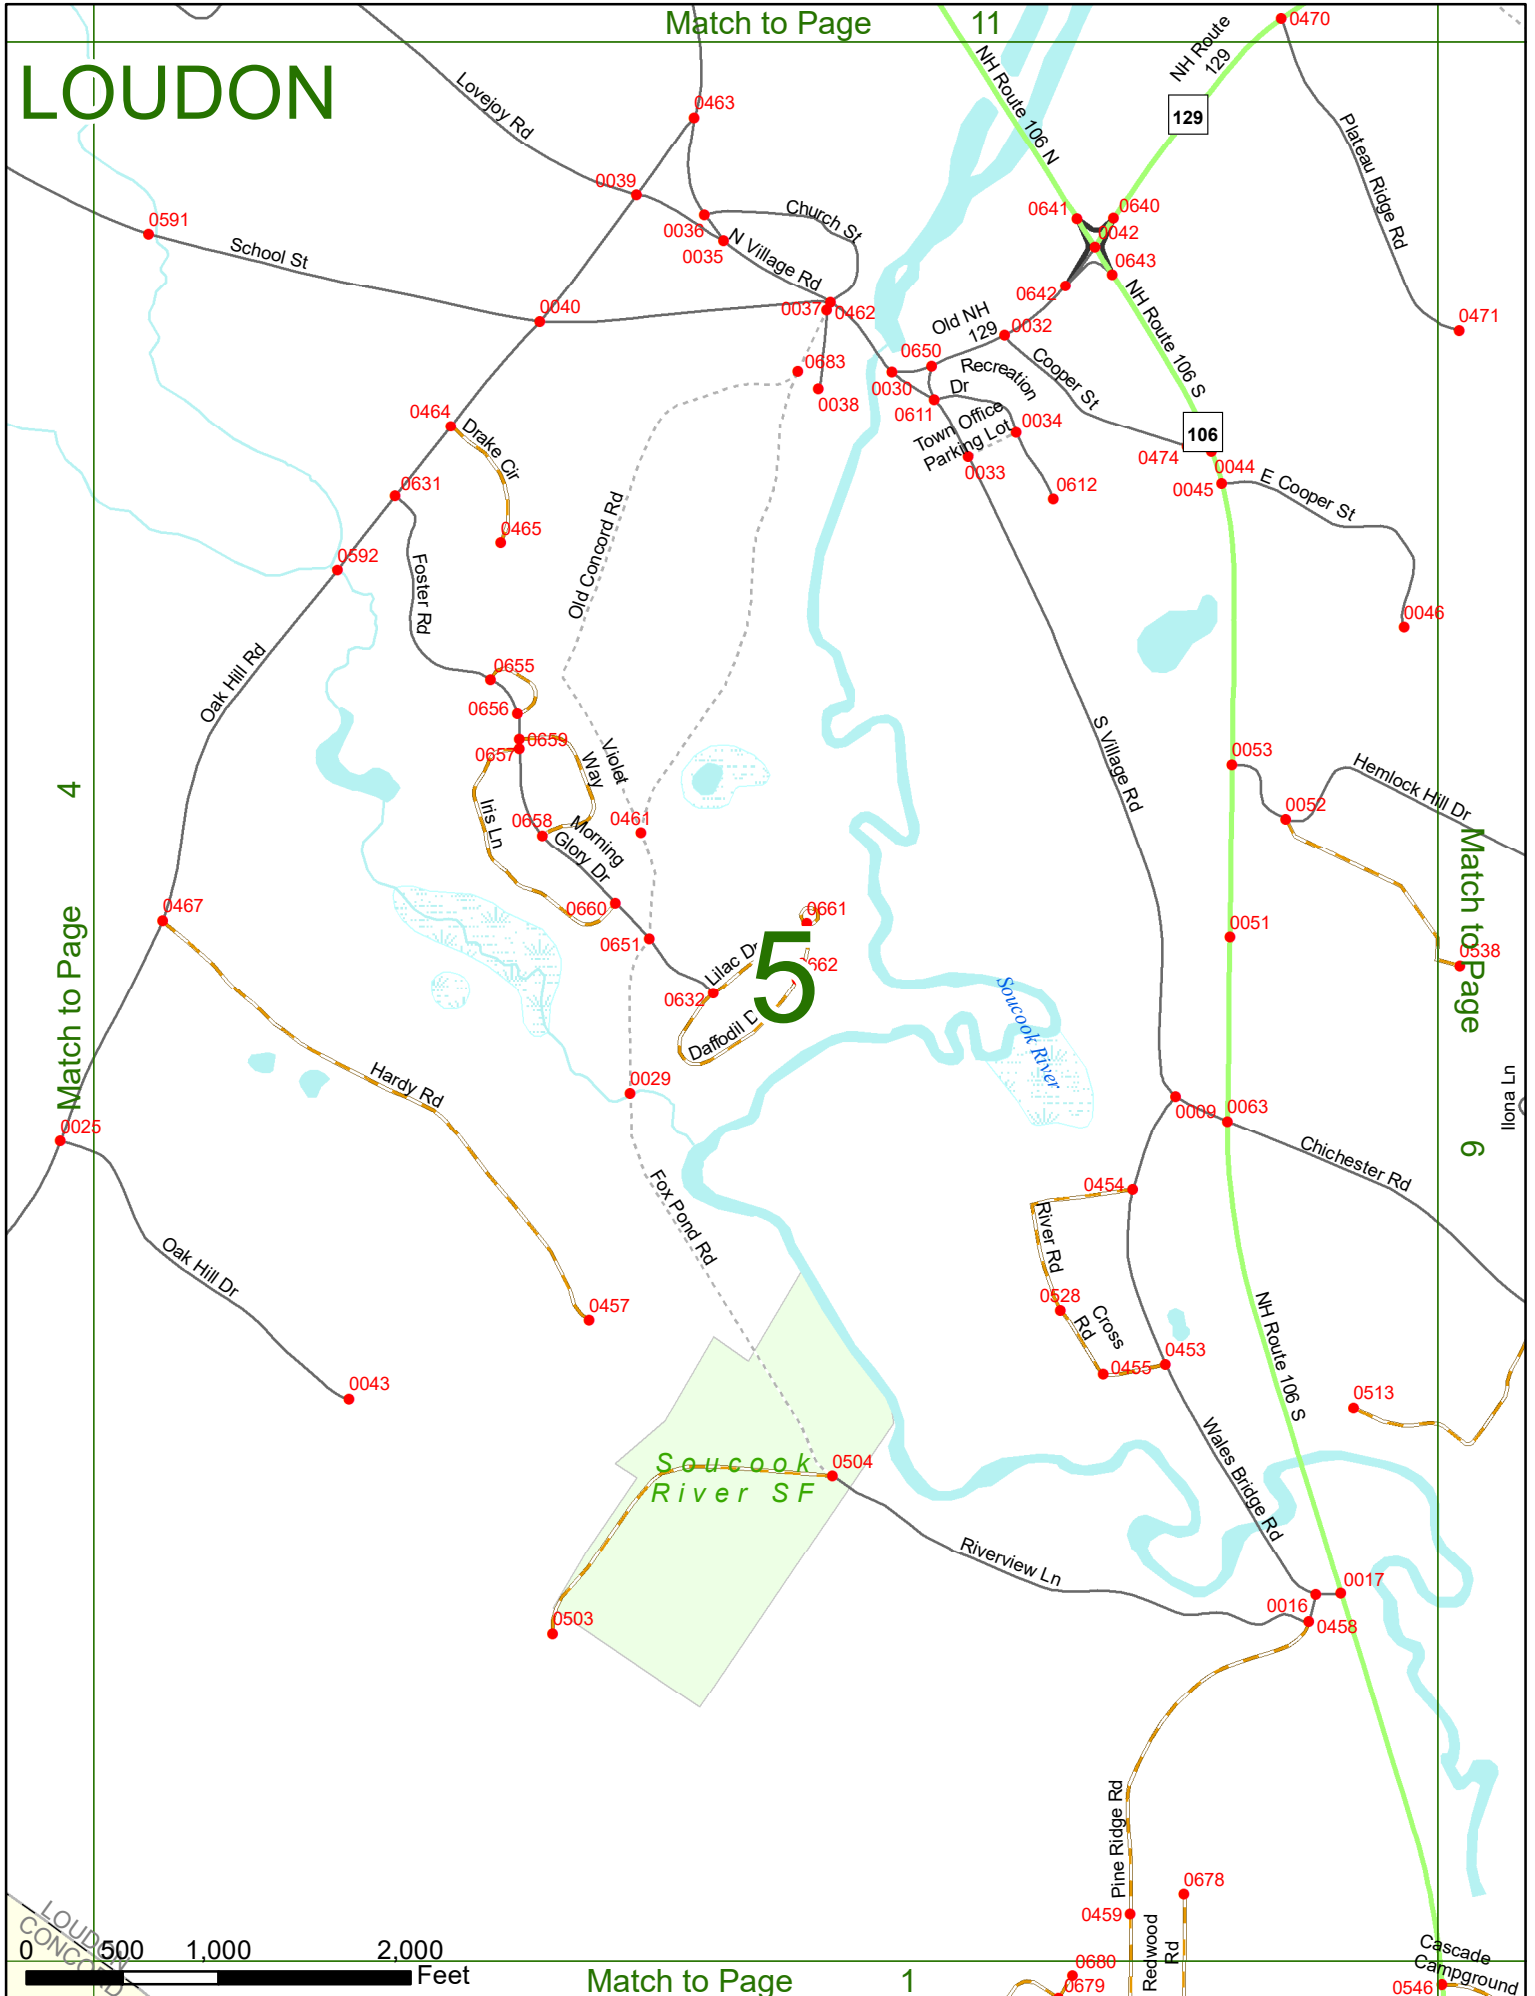 Match to Page 11
LOUDON
NH Route
129
0470
129
Lovejoy Rd
0463
NH Route 106 N
Plateau Ridge Rd
0039
0591
School St
0036
0035
Church St
N Village Rd
0641
0640
0042
0643
0642
NH Route 106 S
0040
0037
0462
Old NH
129
0032
0471
0683
0038
0650
0030
Recreation
Dr
0611
Cooper St
Town Office
Parking Lot
0034
0033
0612
106
0474
0044
0045
E Cooper St
0046
0464
Drake Cir
0465
0631
0592
Foster Rd
Old Concord Rd
Oak Hill Rd
0655
0656
0659
0657
Violet
Way
Iris Ln
0658
Morning
Glory Dr
0461
S Village Rd
0053
0052
Hemlock Hill Dr
4
Match to Page
Match to Page
6
0467
0660
0651
0661
5
Lilac Dr
0632
Daffodil D
662
0051
0538
Soucook River
Hardy Rd
0029
0009
0063
Ilona Ln
0025
Chichester Rd
Fox Pond Rd
0454
River Rd
Oak Hill Dr
0528
Cross
Rd
0457
0455
0453
NH Route 106 S
0043
0513
Wales Bridge Rd
Soucook
River SF
0504
Riverview Ln
0503
0017
0016
0458
Pine Ridge Rd
0678
0459
Redwood
Rd
LOUDON
CONCORD
0 500 1,000 2,000
Feet
Match to Page 1
0680
0679
Cascade
Campground
0546